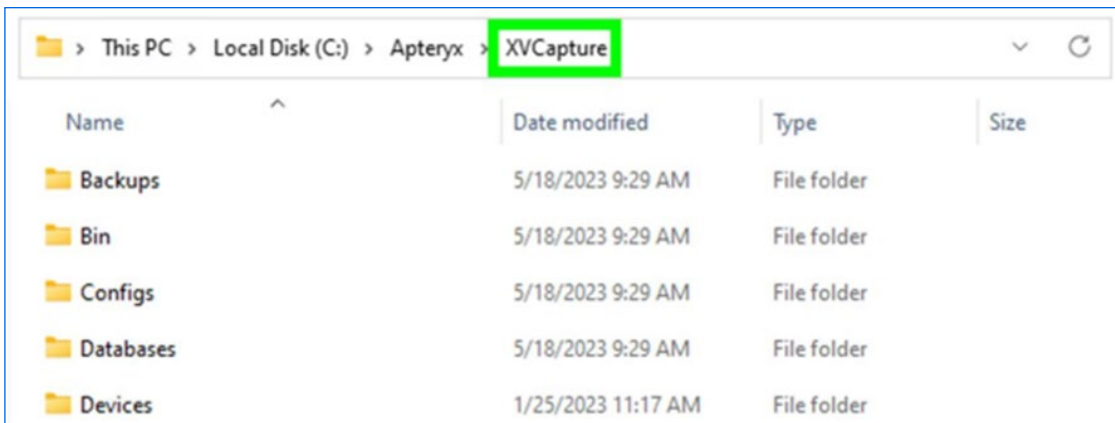 > This PC > Local Disk (C:) > Apteryx > XVCapture
Name Date modified Type Size
Backups 5/18/2023 9:29 AM File folder
Bin 5/18/2023 9:29 AM File folder
Configs 5/18/2023 9:29 AM File folder
Databases 5/18/2023 9:29 AM File folder
Devices 1/25/2023 11:17 AM File folder